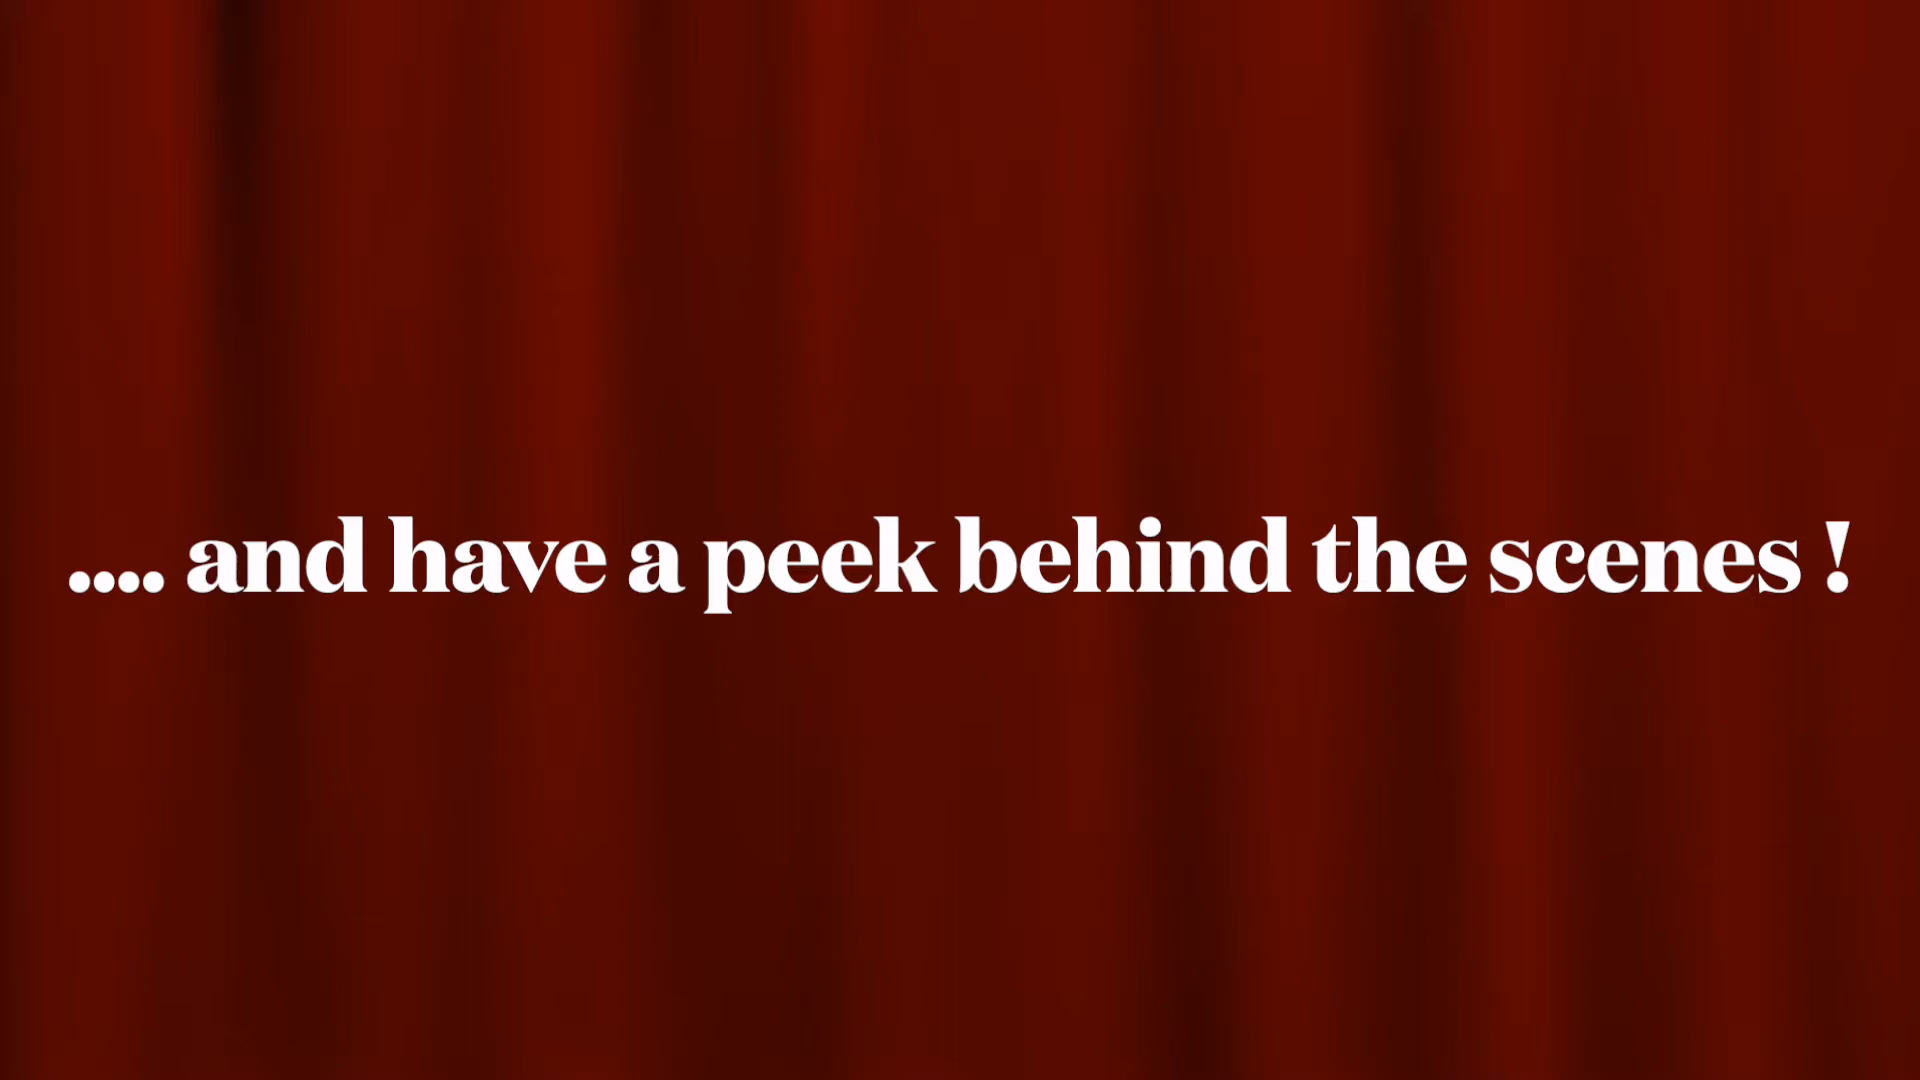 .... and have a peek behind the scenes !